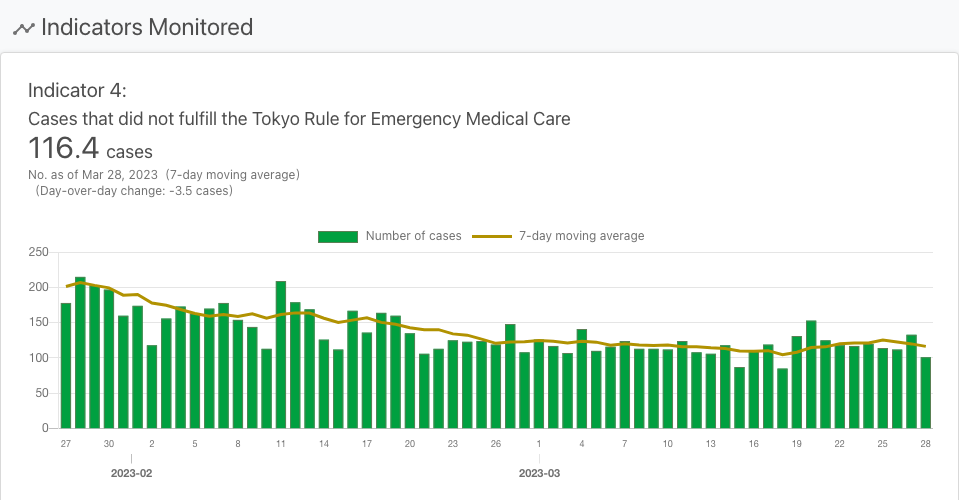 Indicators Monitored
Indicator 4:
Cases that did not fulfill the Tokyo Rule for Emergency Medical Care
116.4 cases
No. as of Mar 28, 2023 (7-day moving average)
(Day-over-day change: -3.5 cases)
Number of cases 7-day moving average
250
200
150
100
50
0
27 30 2 5 8 11 14 17 20 23 26 1 4 7 10 13 16 19 22 25 28
2023-02 2023-03